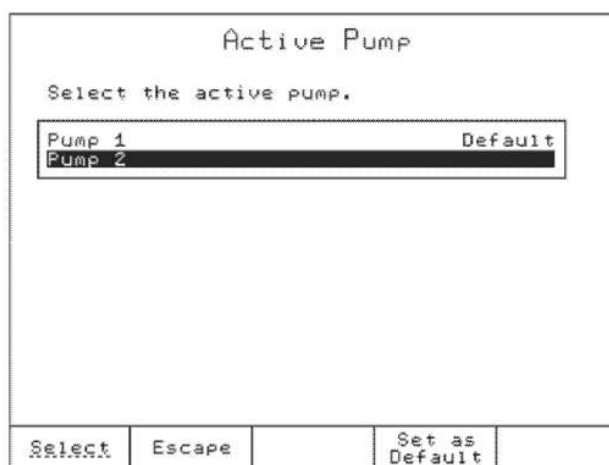 Active Pump
Select the active pump.
Pump 1 Default
Pump 2
Select Escape Set as Default